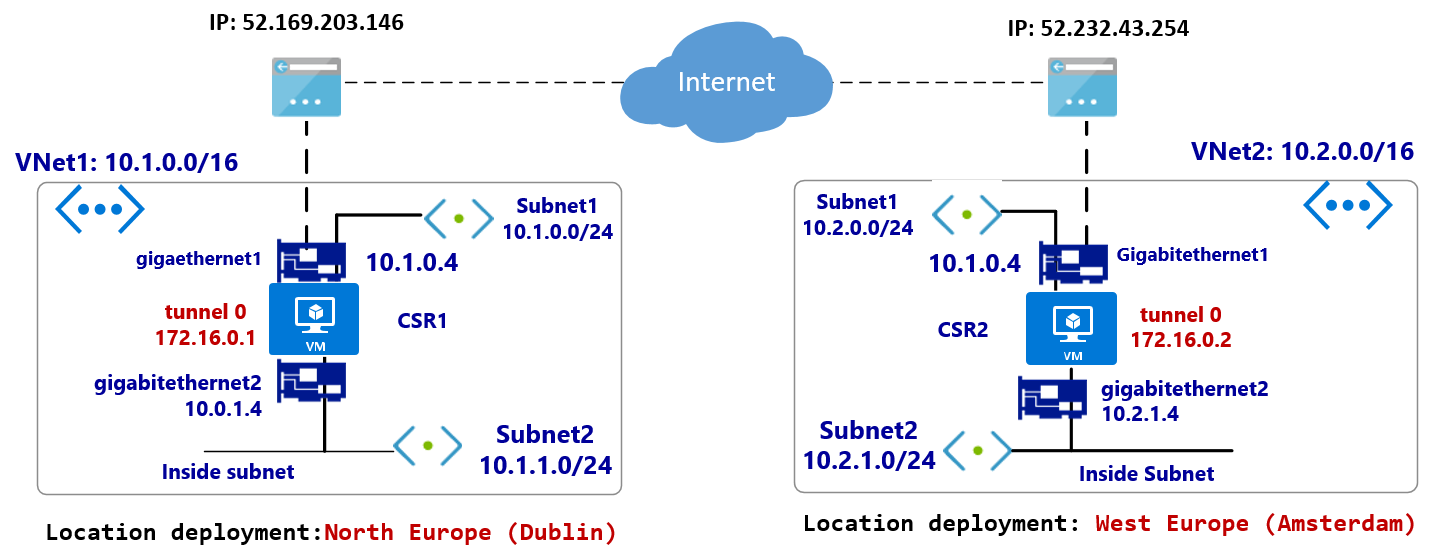 IP: 52.169.203.146
IP: 52.232.43.254
Internet
VNet1: 10.1.0.0/16
VNet2: 10.2.0.0/16
Subnet1
10.1.0.0/24
gigaethernet1
10.1.0.4
tunnel 0
172.16.0.1
VM
CSR1
gigabitethernet2
10.0.1.4
Subnet2
10.1.1.0/24
Inside subnet
Location deployment:North Europe (Dublin)
Subnet1
10.2.0.0/24
10.1.0.4
Gigabitethernet1
CSR2
VM
tunnel 0
172.16.0.2
gigabitethernet2
10.2.1.4
Subnet2
10.2.1.0/24
Inside Subnet
Location deployment: West Europe (Amsterdam)